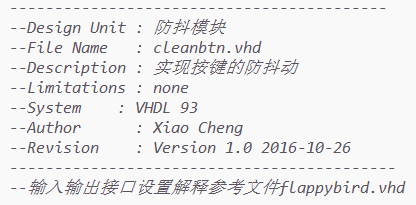 ------------------------------------------
--Design Unit : 防抖模块
--File Name   : cleanbtn.vhd
--Description : 实现按键的防抖动
--Limitations : none
--System    : VHDL 93
--Author      : Xiao Cheng
--Revision    : Version 1.0 2016-10-26
-------------------------------------------
--输入输出接口设置解释参考文件flappybird.vhd